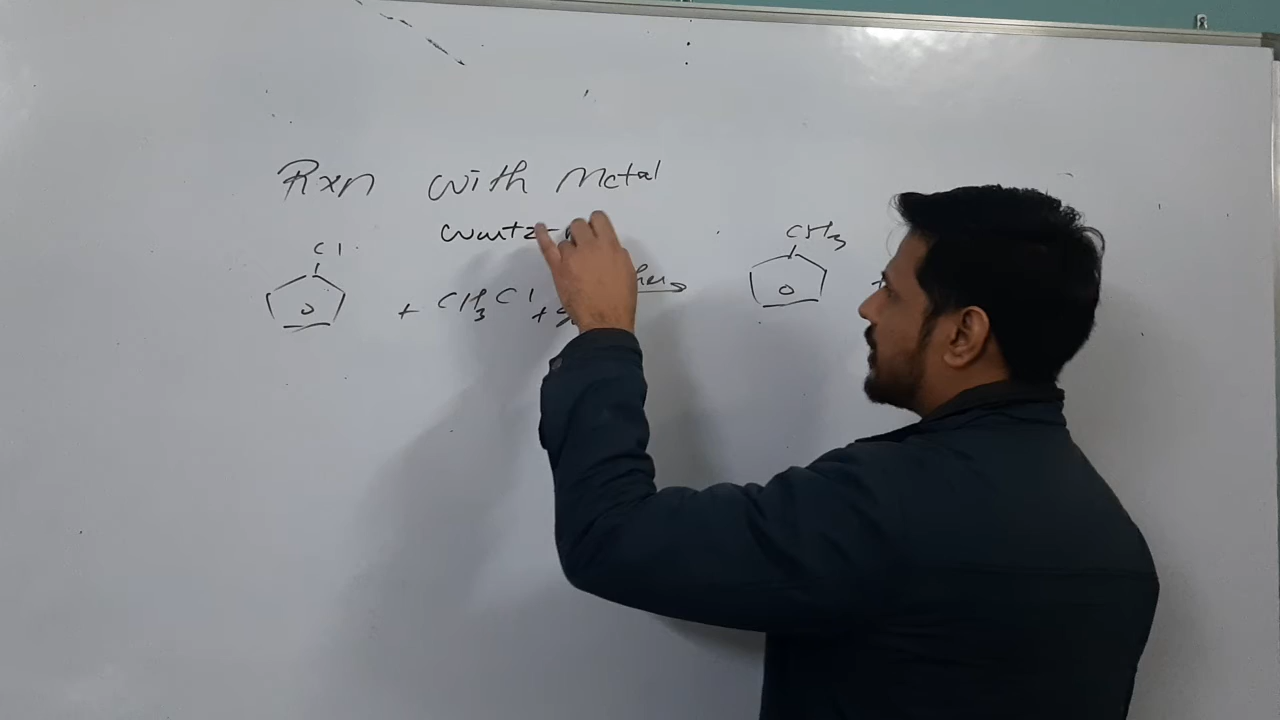 Rxn with Metal
Wurtz-
Cl CH3
+ CH3Cl +